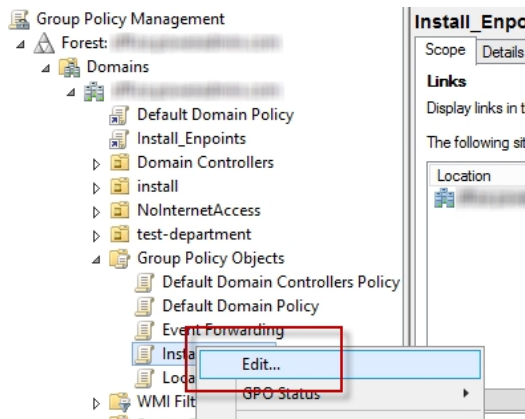 Group Policy Management
Forest:
Domains
Default Domain Policy
Install_Enpoints
Domain Controllers
install
NoInternetAccess
test-department
Group Policy Objects
Default Domain Controllers Policy
Default Domain Policy
Event Forwarding
Insta
Loca
WMI Filt
Edit...
GPO Status
Install_Enpo
Scope
Details
Links
Display links in t
The following sit
Location